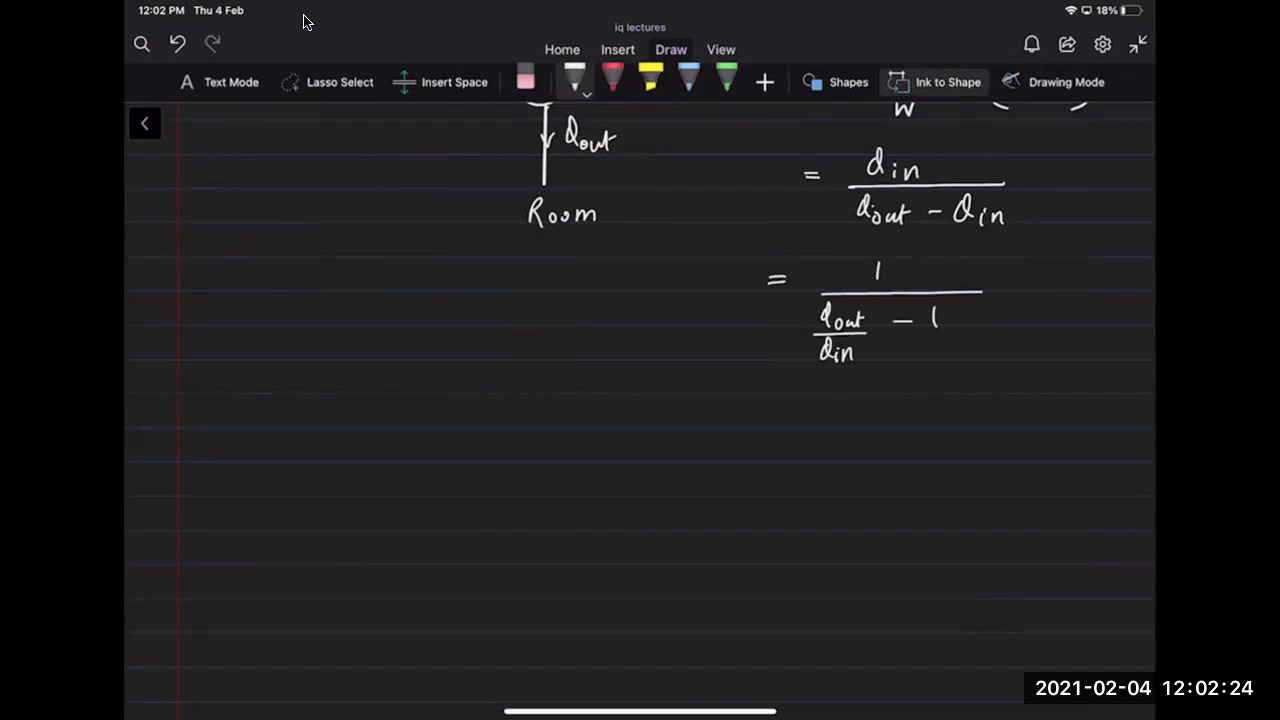 12:02 PM Thu 4 Feb
18%
iq lectures
Home Insert Draw View
Text Mode Lasso Select Insert Space Shapes Ink to Shape Drawing Mode
W
Qout
Room
= Qin
Qout - Qin
= 1
Qout - 1
Qin
2021-02-04 12:02:24